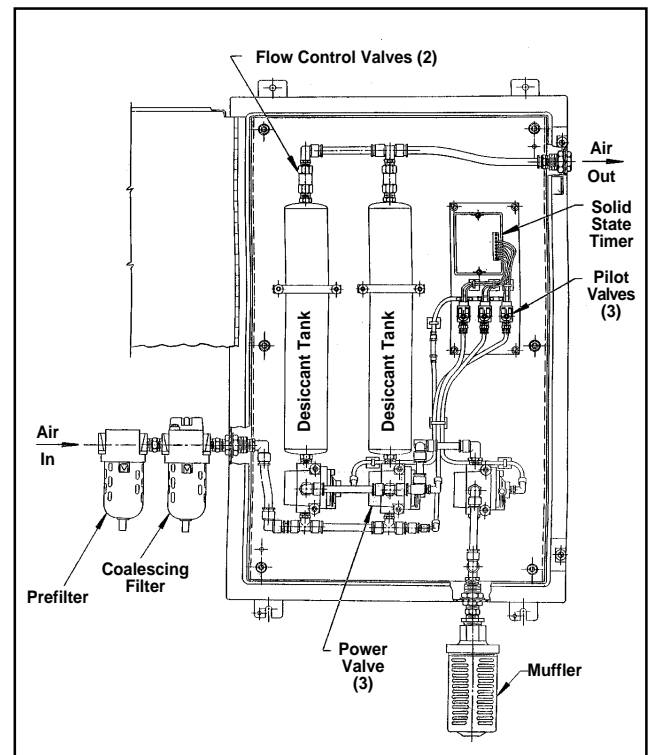 Flow Control Valves (2)
Air
Out
Solid
State
Timer
Pilot
Valves
(3)
Desiccant Tank
Desiccant Tank
Air
In
Prefilter
Coalescing
Filter
Power
Valve
(3)
Muffler